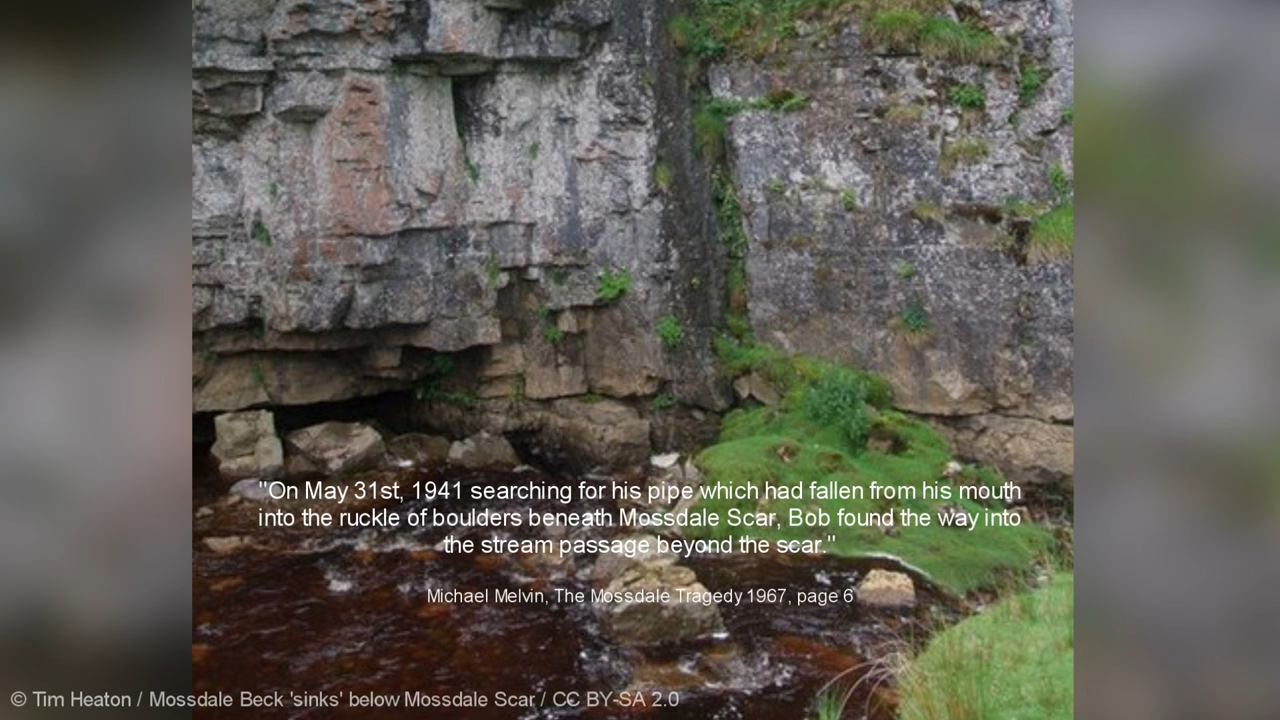 "On May 31st, 1941 searching for his pipe which had fallen from his mouth
into the ruckle of boulders beneath Mossdale Scar, Bob found the way into
the stream passage beyond the scar."
Michael Melvin, The Mossdale Tragedy 1967, page 6
© Tim Heaton / Mossdale Beck 'sinks' below Mossdale Scar / CC BY-SA 2.0